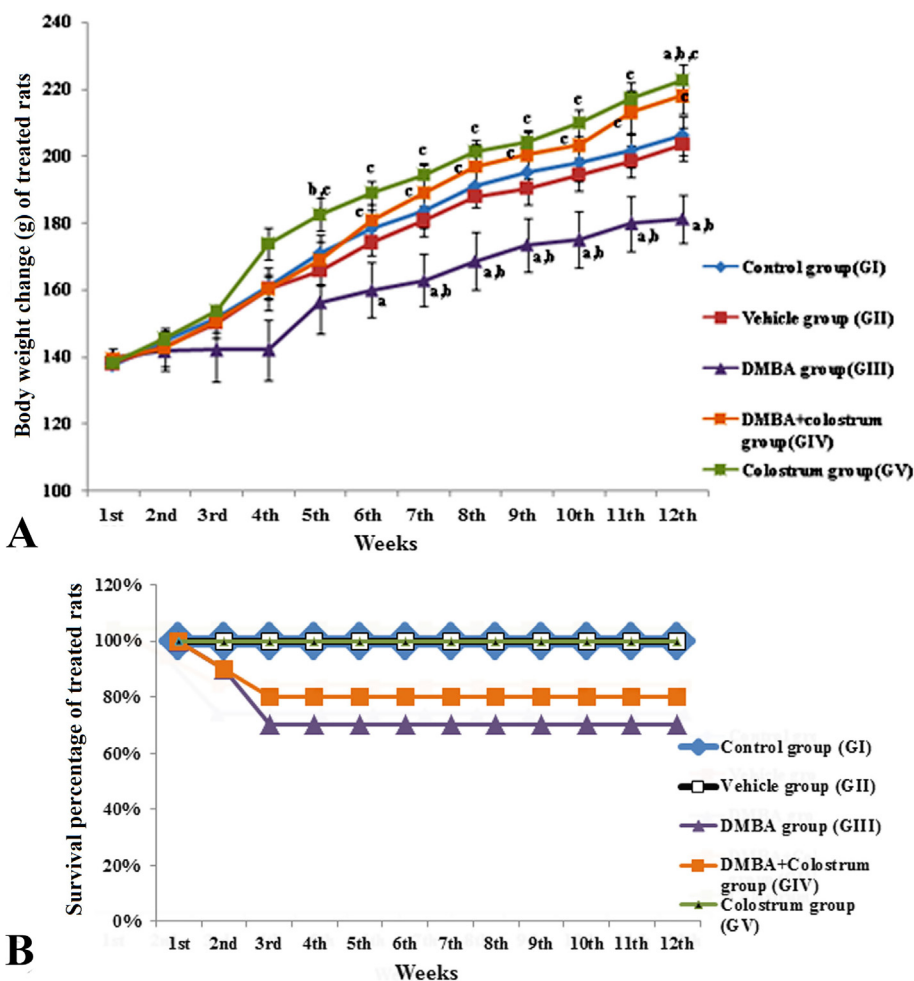 240
220
200
180
160
140
120
100
Body weight change (g) of treated rats
a,b,c
c
c
c
c
c
c
c
c
c
c
c
c
c
b,c
a
a,b
a,b
a,b
a,b
a,b
a,b
Control group(GI)
Vehicle group (GII)
DMBA group(GIII)
DMBA+colostrum
group(GIV)
Colostrum group(GV)
1st 2nd 3rd 4th 5th 6th 7th 8th 9th 10th 11th 12th
Weeks
A
120%
100%
80%
60%
40%
20%
0%
Survival percentage of treated rats
Control group (GI)
Vehicle group (GII)
DMBA group (GIII)
DMBA+Colostrum
group (GIV)
Colostrum group
(GV)
1st 2nd 3rd 4th 5th 6th 7th 8th 9th 10th 11th 12th
Weeks
B